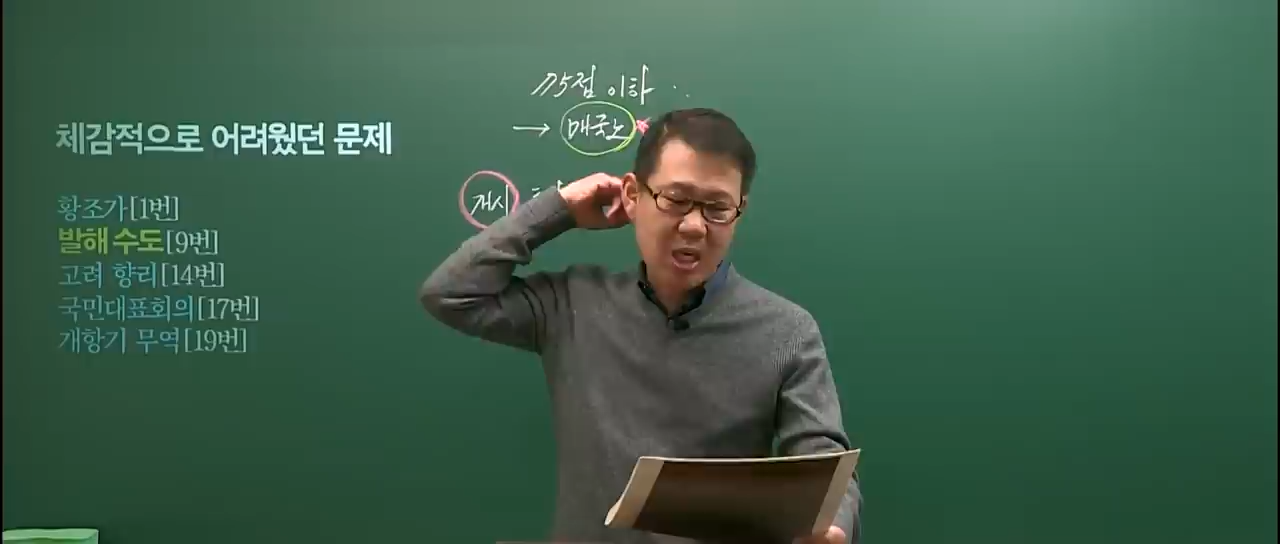 체감적으로 어려웠던 문제
황조가[1번]
발해 수도[9번]
고려 향리[14번]
국민대표회의[17번]
개항기 무역[19번]
75점 이하 ..
→ 매국노